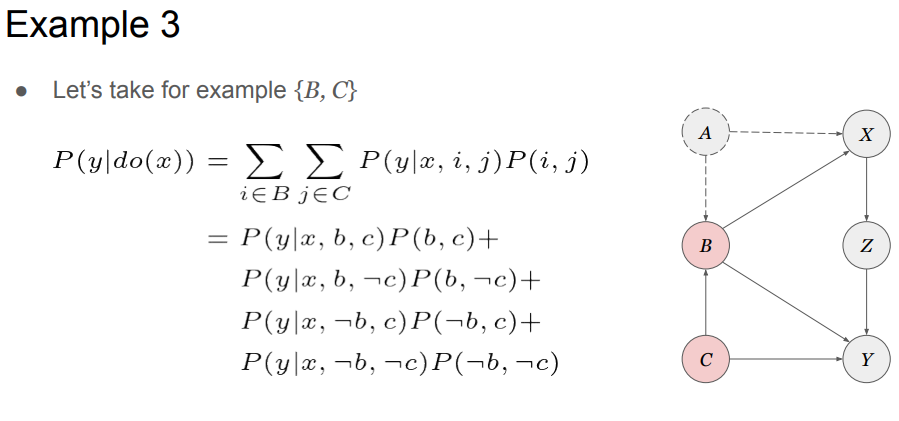 Example 3
● Let's take for example {B, C}
P(y|do(x)) = ∑ ∑ P(y|x, i, j)P(i, j)
i∈B j∈C
= P(y|x, b, c)P(b, c)+
P(y|x, b, ¬c)P(b, ¬c)+
P(y|x, ¬b, c)P(¬b, c)+
P(y|x, ¬b, ¬c)P(¬b, ¬c)
A
X
B
Z
C
Y